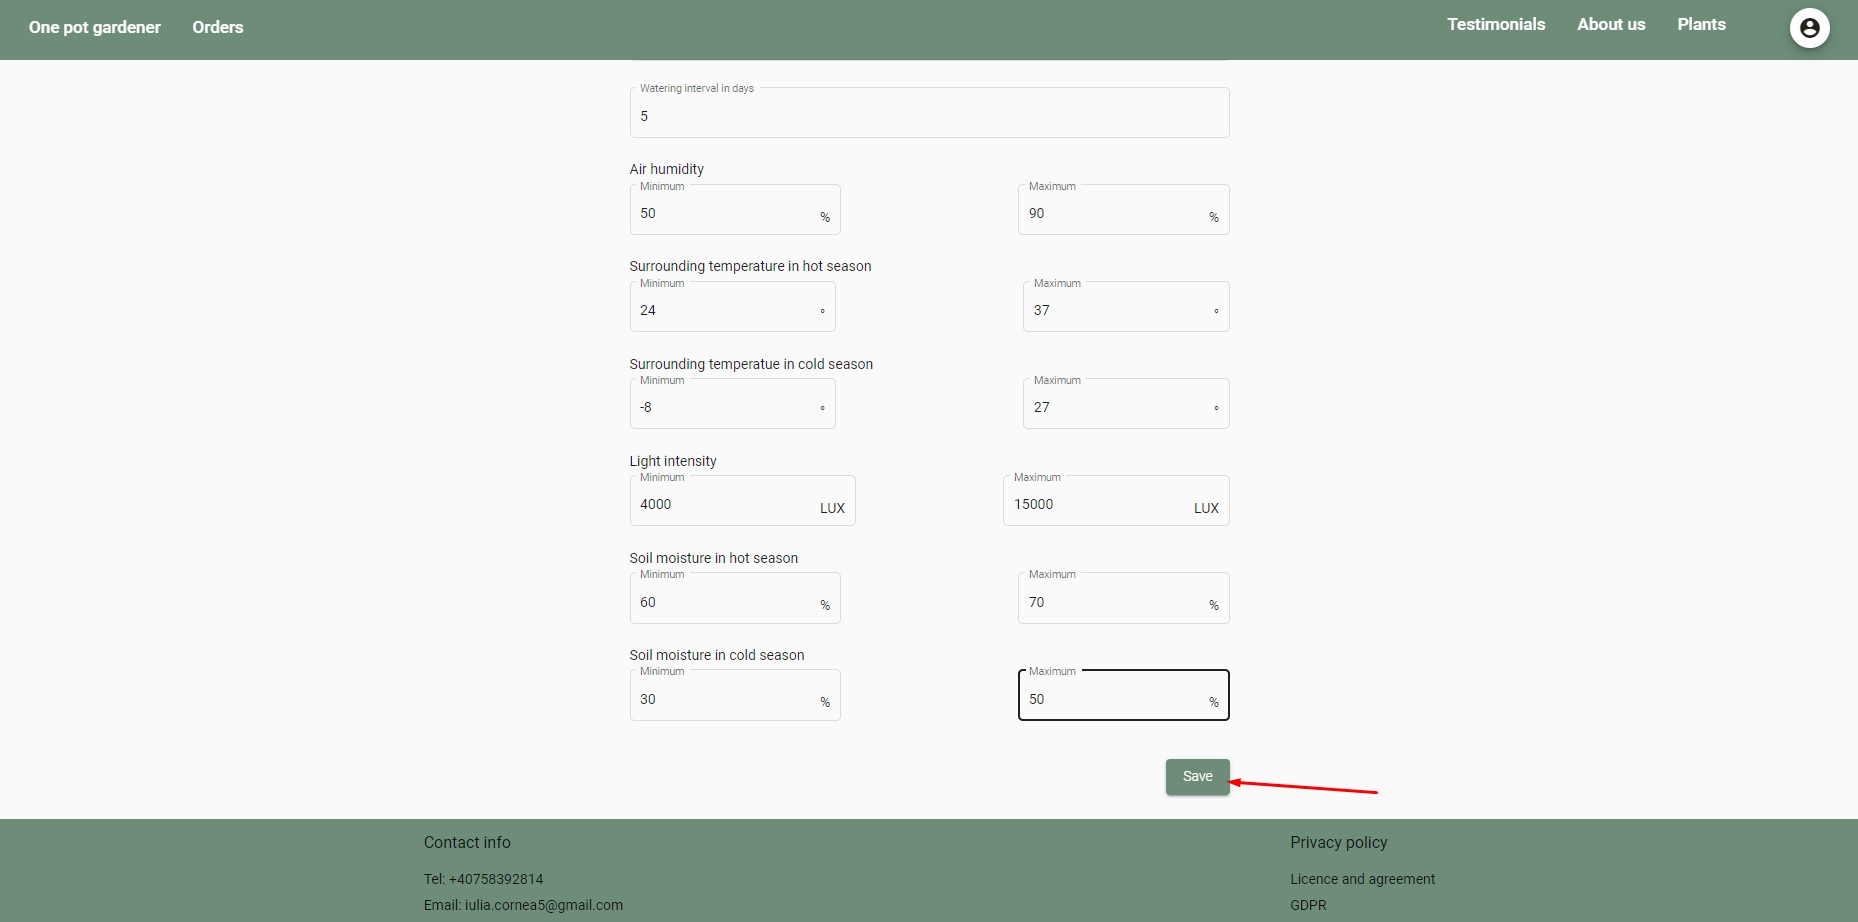 One pot gardener Orders Testimonials About us Plants
Watering interval in days
5
Air humidity
Minimum Maximum
50 % 90 %
Surrounding temperature in hot season
Minimum Maximum
24 ° 37 °
Surrounding temperatue in cold season
Minimum Maximum
-8 ° 27 °
Light intensity
Minimum Maximum
4000 LUX 15000 LUX
Soil moisture in hot season
Minimum Maximum
60 % 70 %
Soil moisture in cold season
Minimum Maximum
30 % 50 %
Save
Contact info Privacy policy
Tel: +40758392814 Licence and agreement
Email: iulia.cornea5@gmail.com GDPR